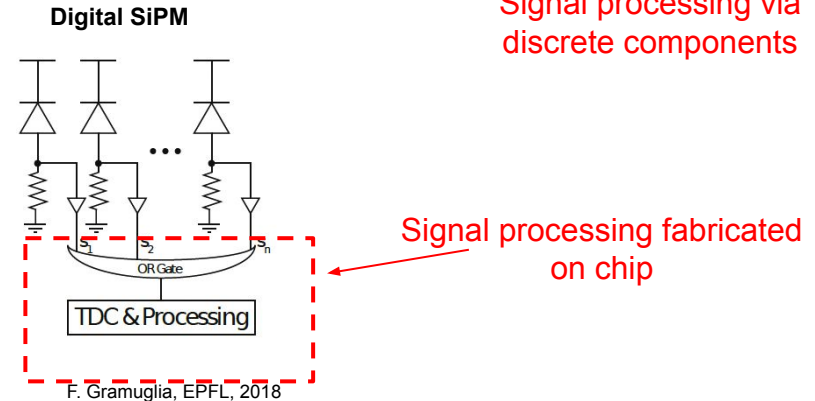 Digital SiPM
Signal processing via
discrete components
S1 S2 Sn
OR Gate
Signal processing fabricated
on chip
TDC & Processing
F. Gramuglia, EPFL, 2018